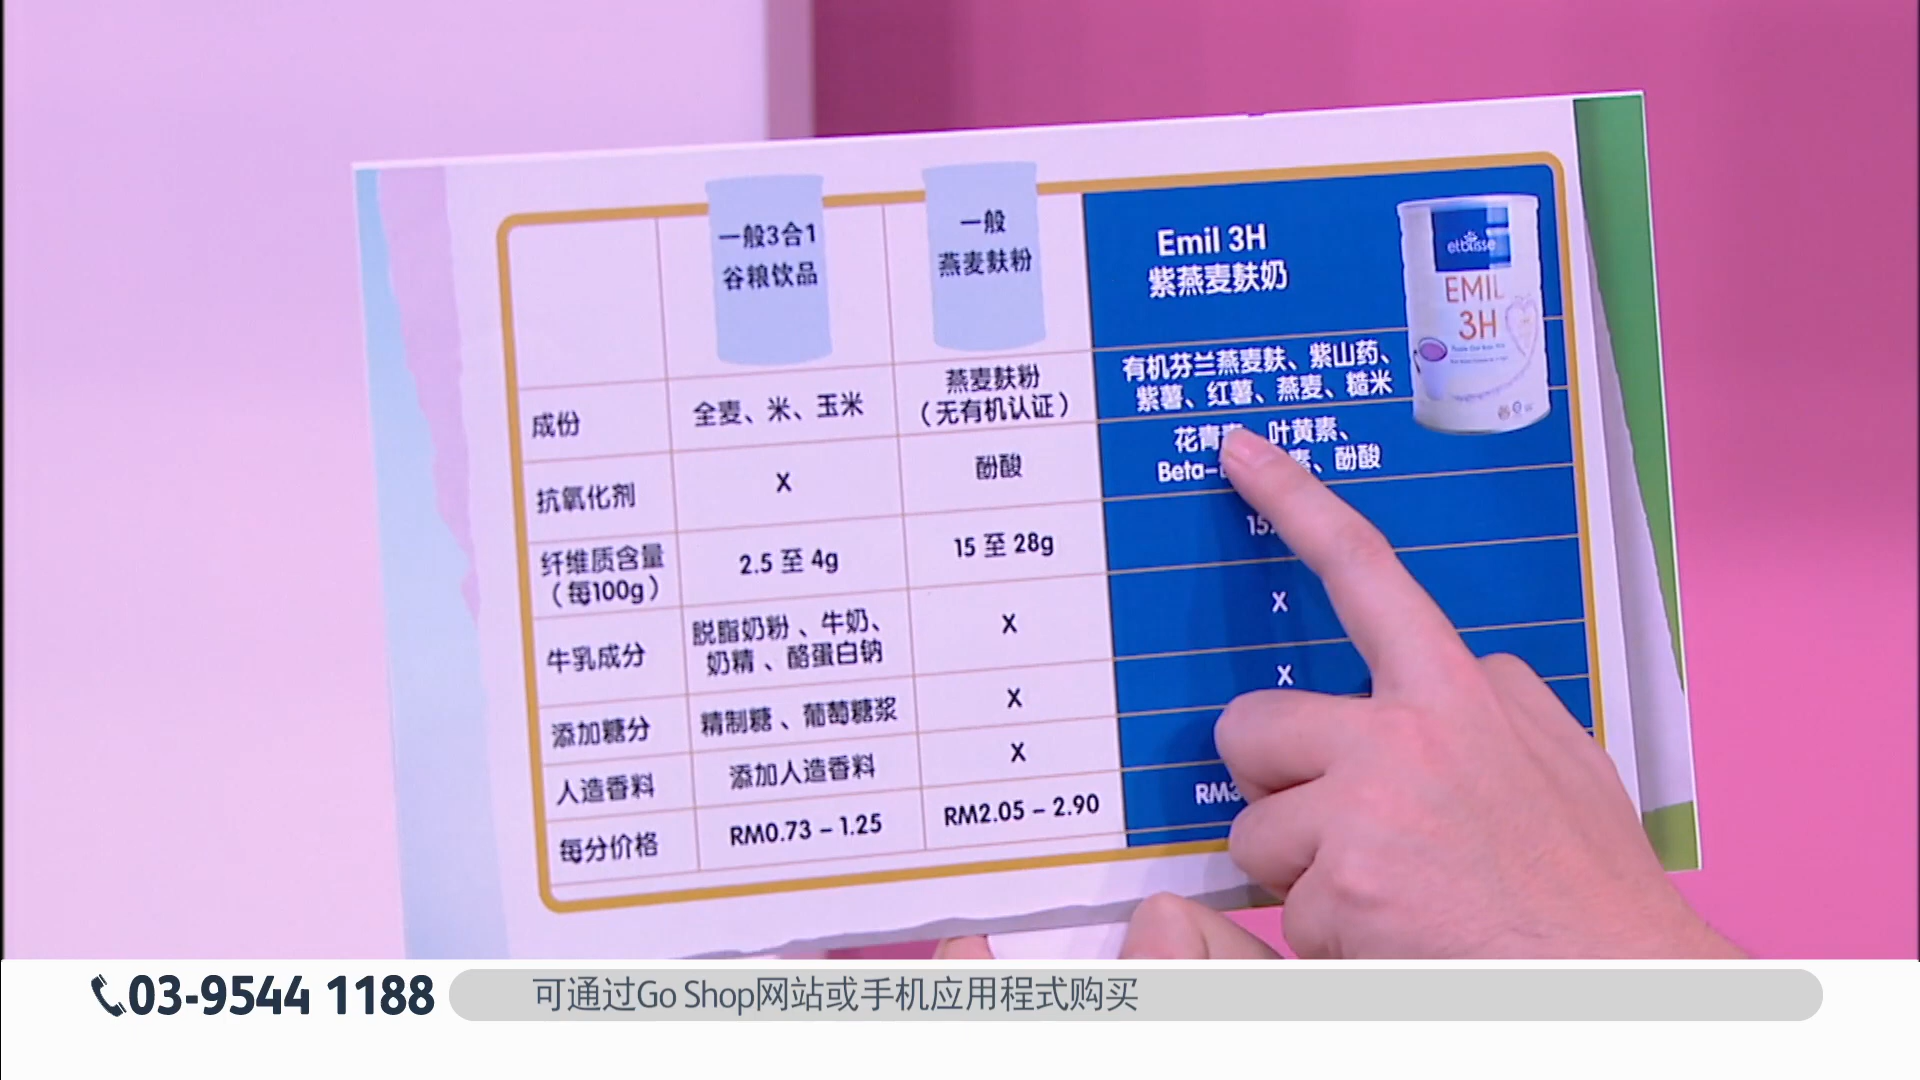 一般3合1
谷粮饮品
一般
燕麦麸粉
Emil 3H
紫燕麦麸奶
etblisse
EMIL
3H
成份
全麦、米、玉米
燕麦麸粉
（无有机认证）
有机芬兰燕麦麸、紫山药、
紫薯、红薯、燕麦、糙米
抗氧化剂
X
酚酸
花青 叶黄素、
Beta- 素、酚酸
纤维质含量
（每100g）
2.5 至 4g
15 至 28g
15
牛乳成分
脱脂奶粉、牛奶、
奶精、酪蛋白钠
X
X
添加糖分
精制糖、葡萄糖浆
X
X
人造香料
添加人造香料
X
每分价格
RM0.73 – 1.25
RM2.05 – 2.90
RM3
03-9544 1188
可通过Go Shop网站或手机应用程式购买